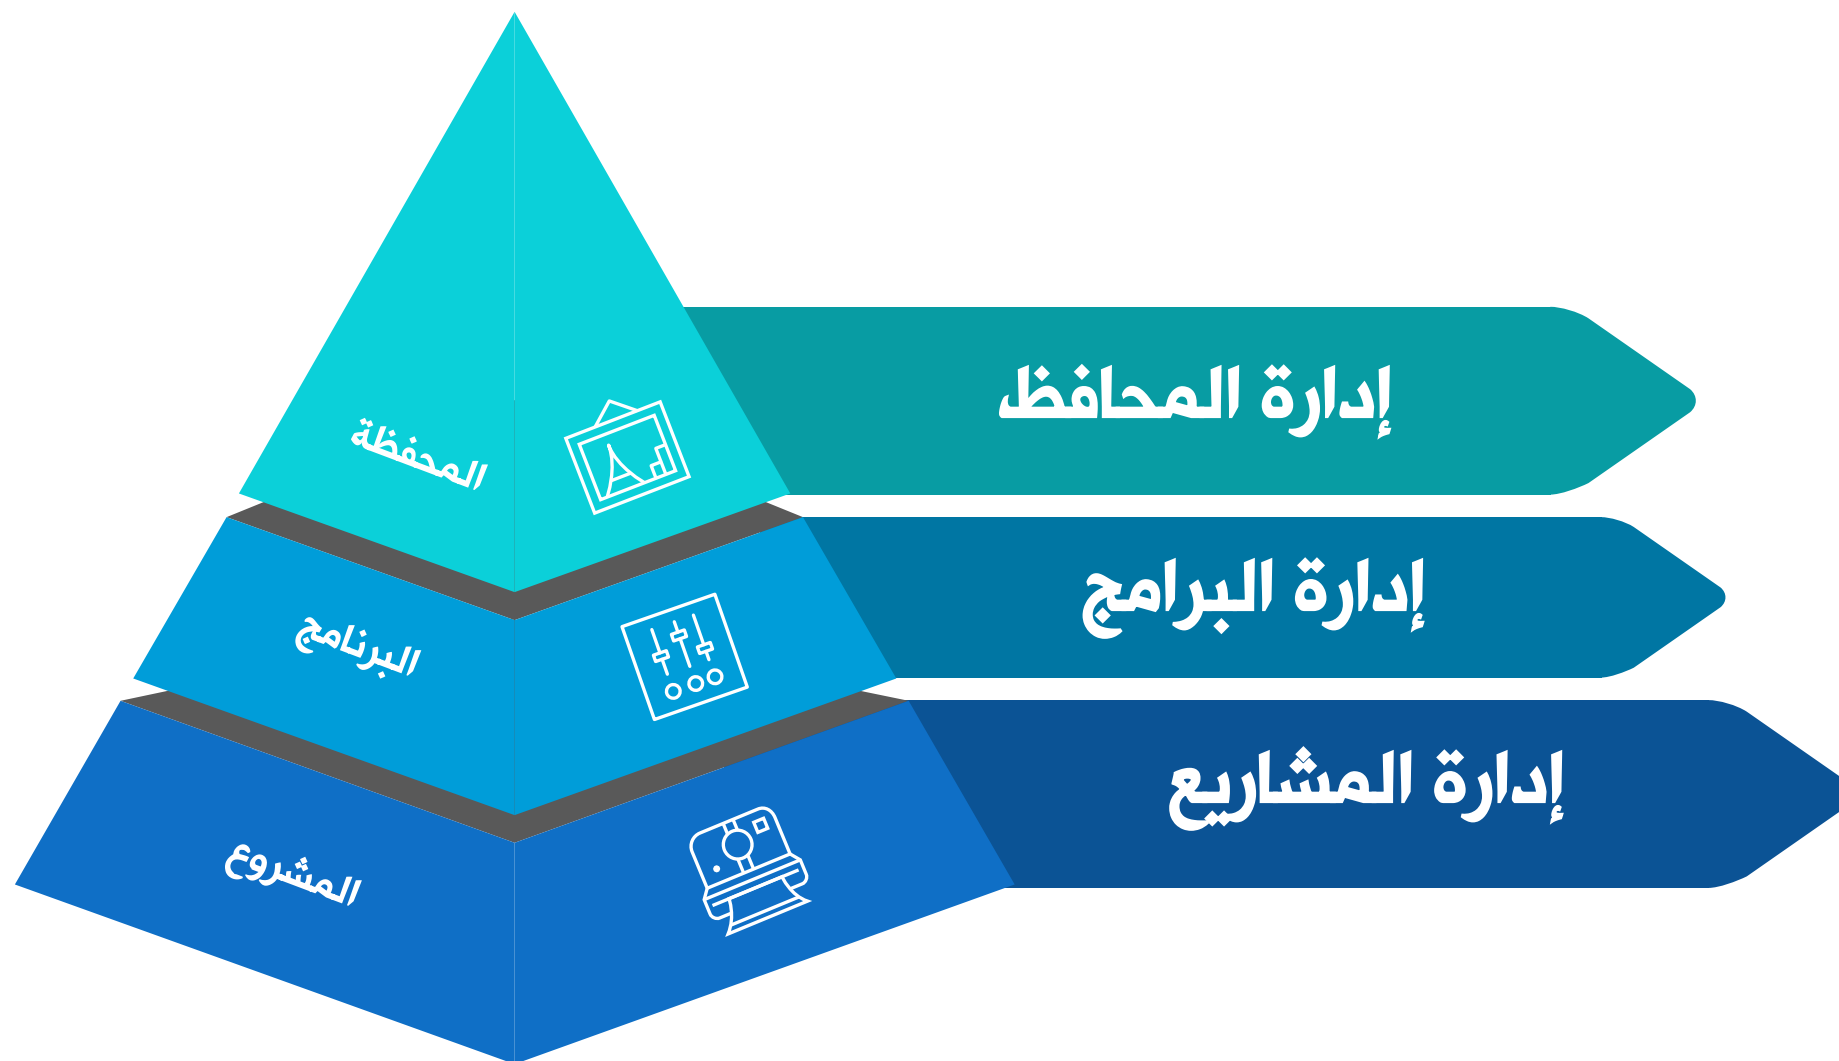 المحفظة
إدارة المحافظ
البرنامج
إدارة البرامج
المشروع
إدارة المشاريع